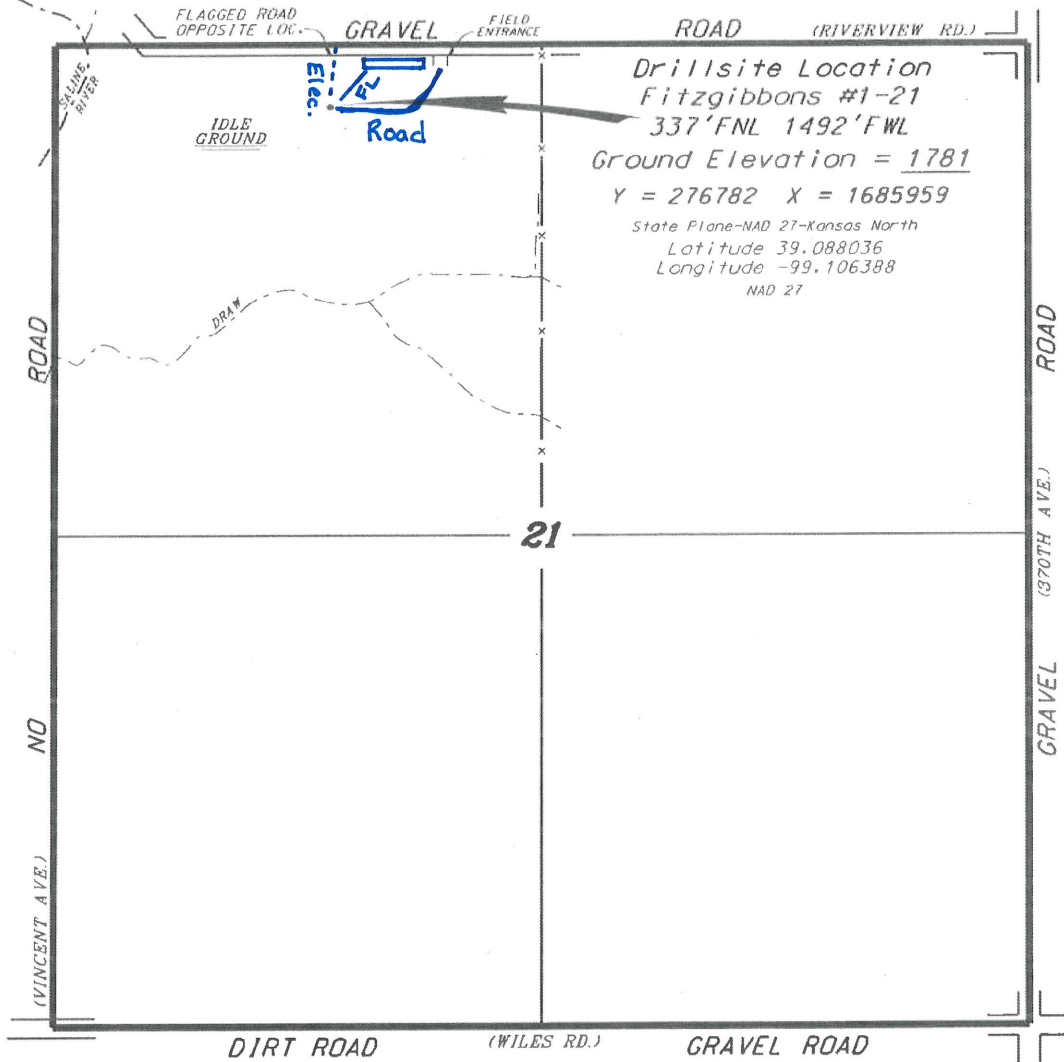 FLAGGED ROAD
OPPOSITE LOC.
GRAVEL
FIELD
ENTRANCE
ROAD
(RIVERVIEW RD.)
SALINE
RIVER
Elec.
FL
Road
IDLE
GROUND
Drillsite Location
Fitzgibbons #1-21
337'FNL 1492'FWL
Ground Elevation = 1781
Y = 276782 X = 1685959
State Plane-NAD 27-Kansas North
Latitude 39.088036
Longitude -99.106388
NAD 27
DRAW
ROAD
ROAD
21
(370TH AVE.)
NO
GRAVEL
(VINCENT AVE.)
DIRT ROAD
(WILES RD.)
GRAVEL ROAD